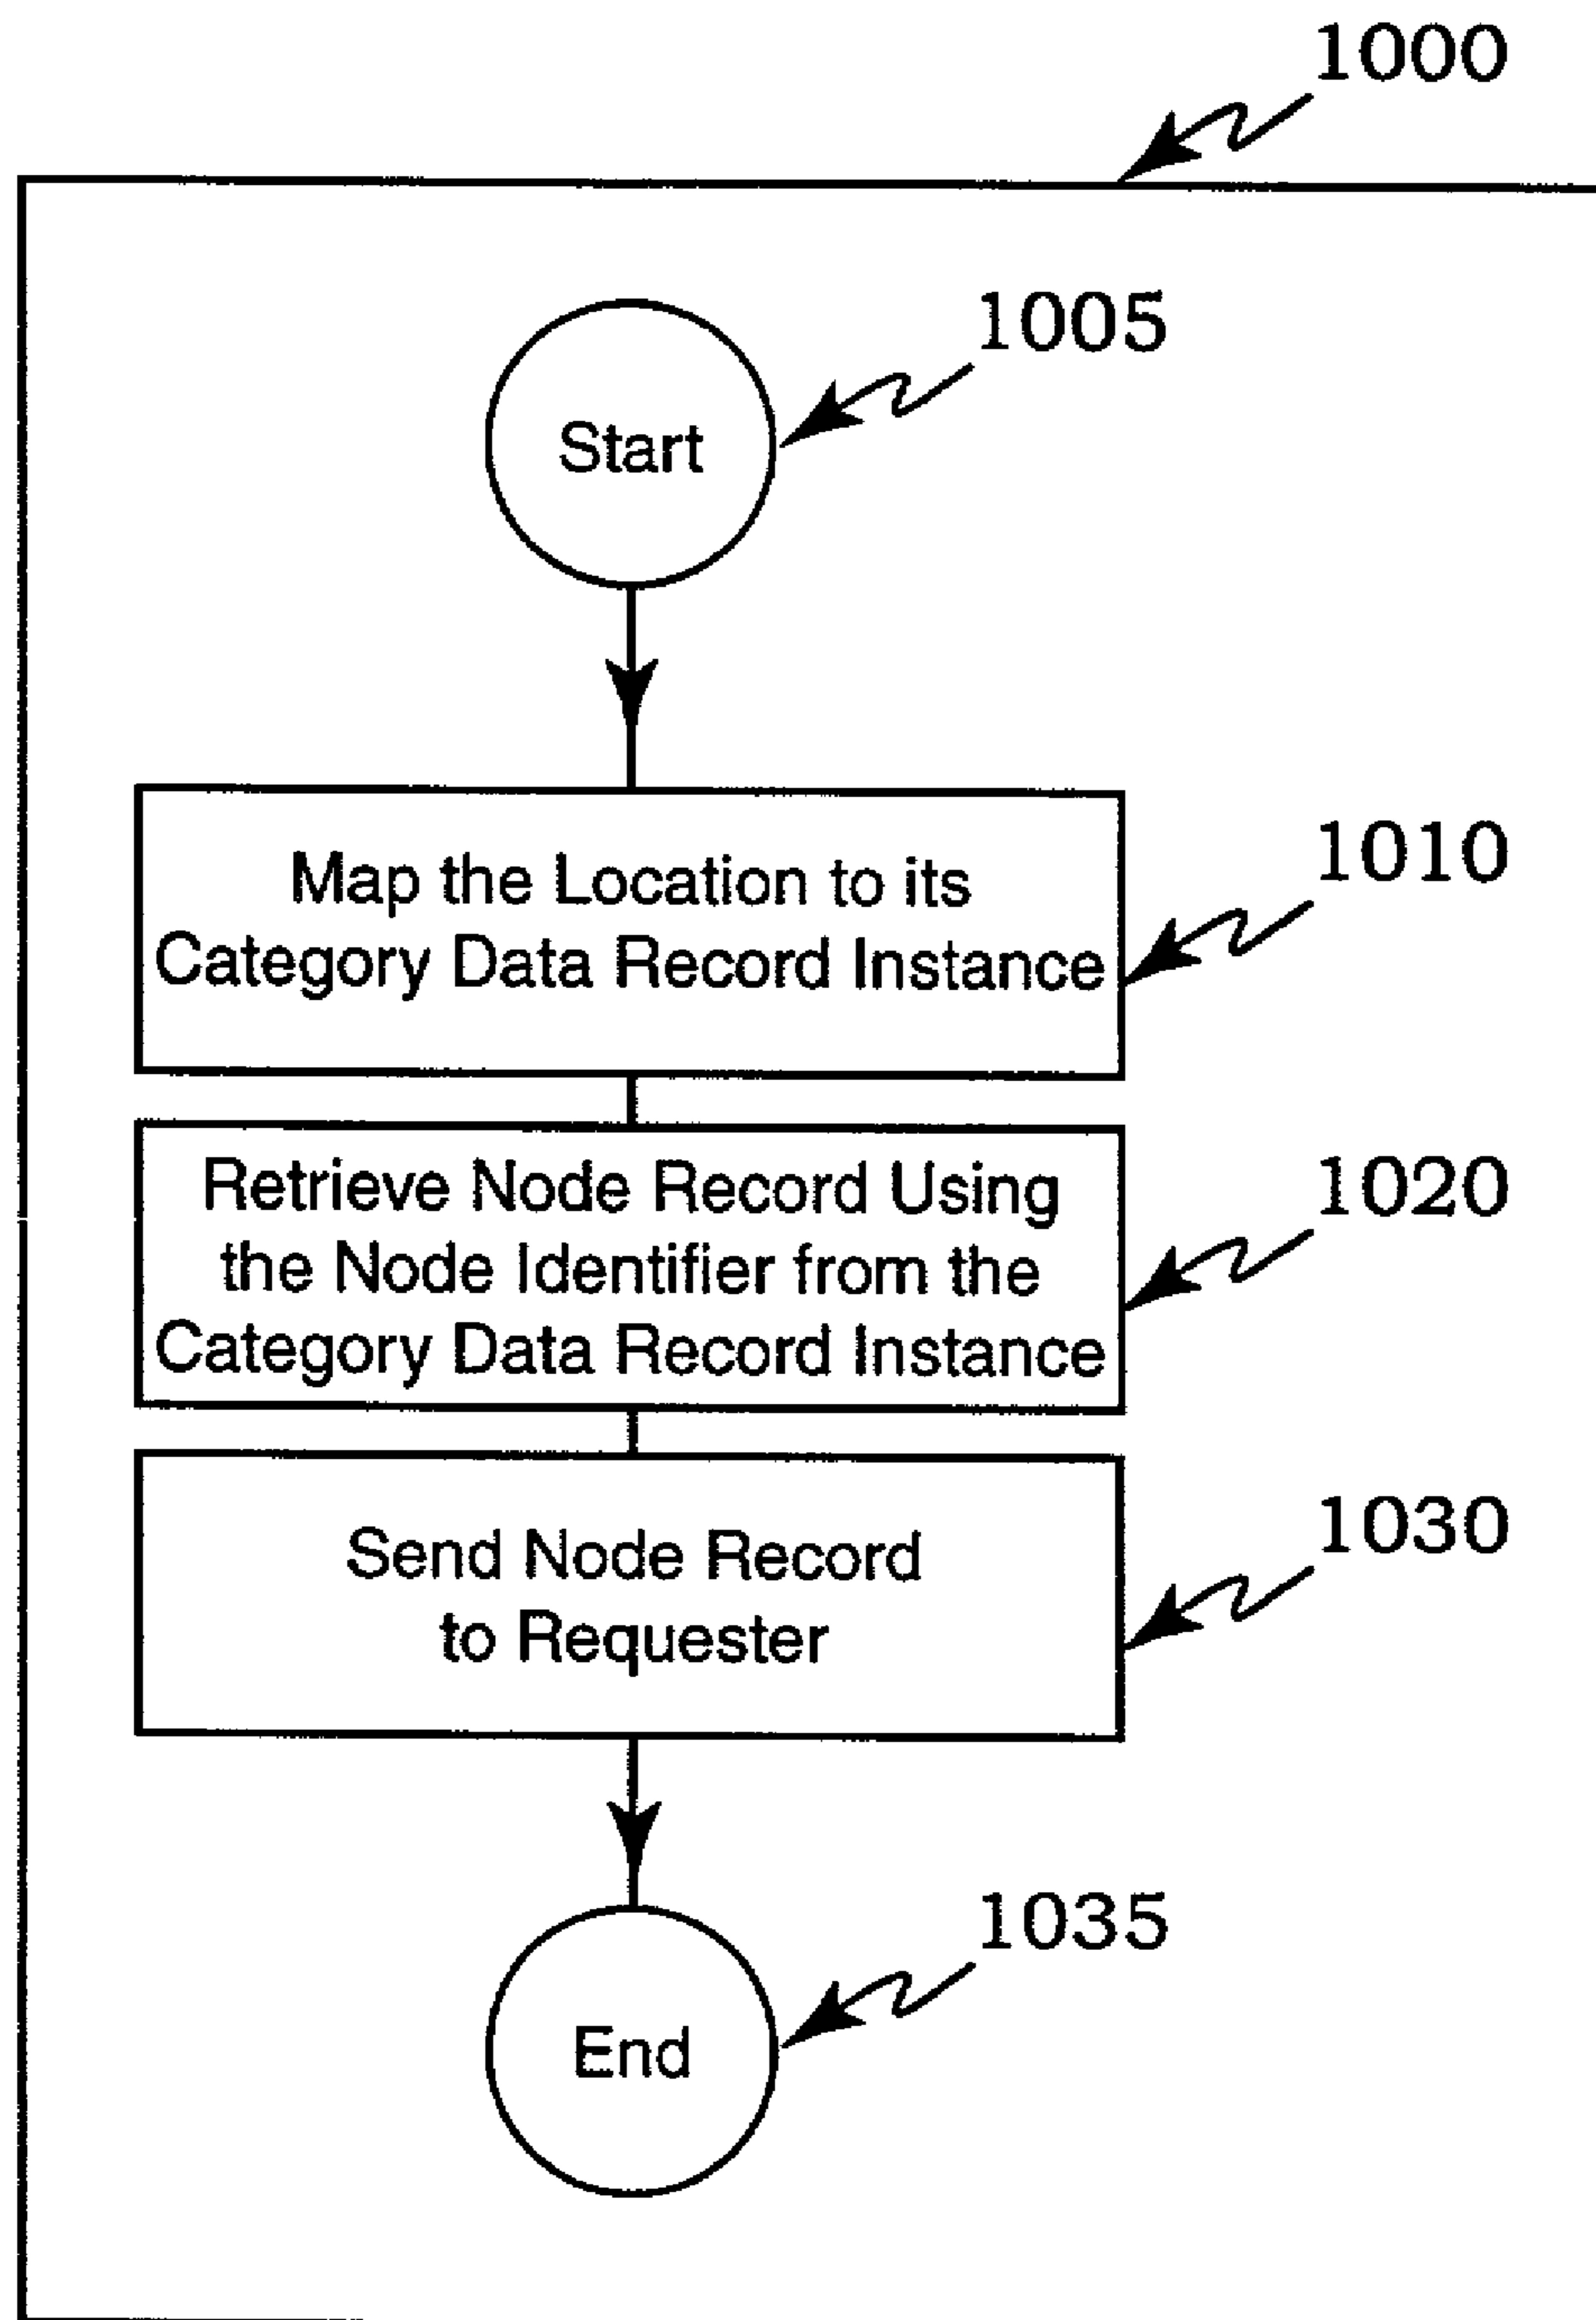 1000
1005
Start
1010
Map the Location to its
Category Data Record Instance
1020
Retrieve Node Record Using
the Node Identifier from the
Category Data Record Instance
1030
Send Node Record
to Requester
1035
End